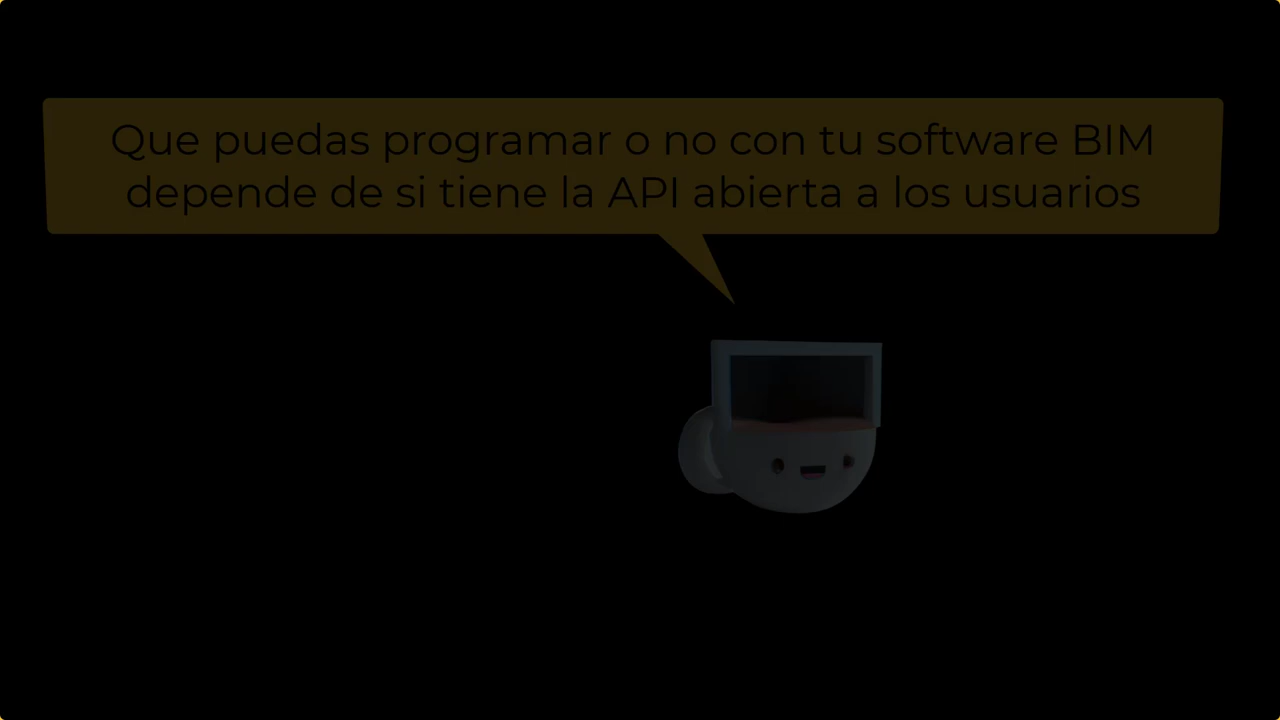 Que puedas programar o no con tu software BIM
depende de si tiene la API abierta a los usuarios